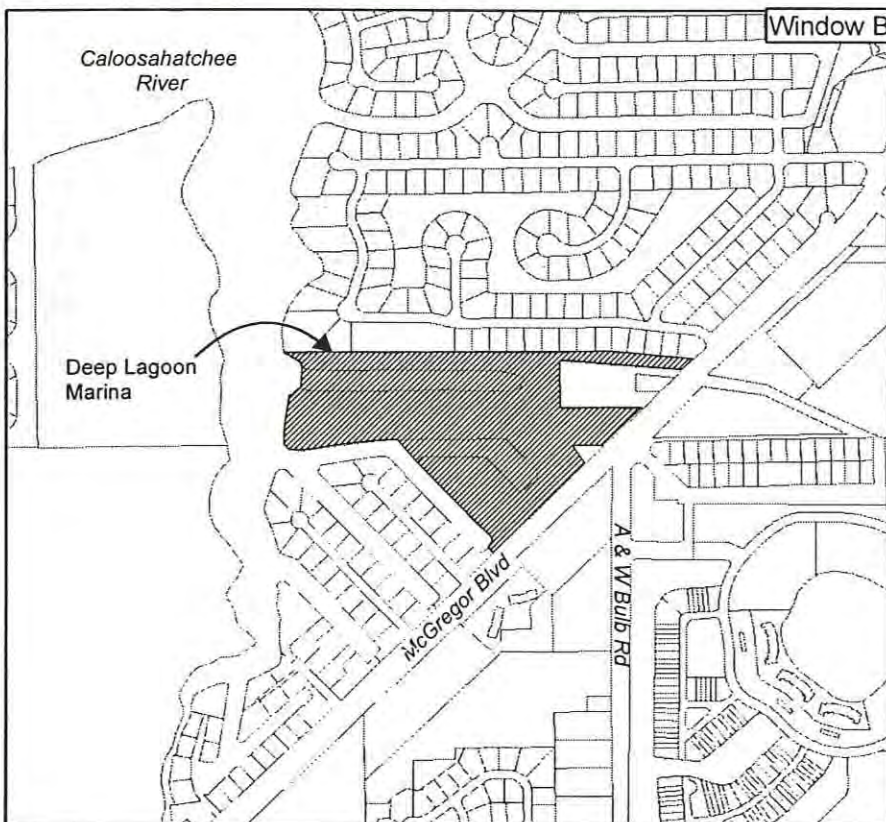 Window B
Caloosahatchee
River
Deep Lagoon
Marina
McGregor Blvd
A & W Bulb Rd